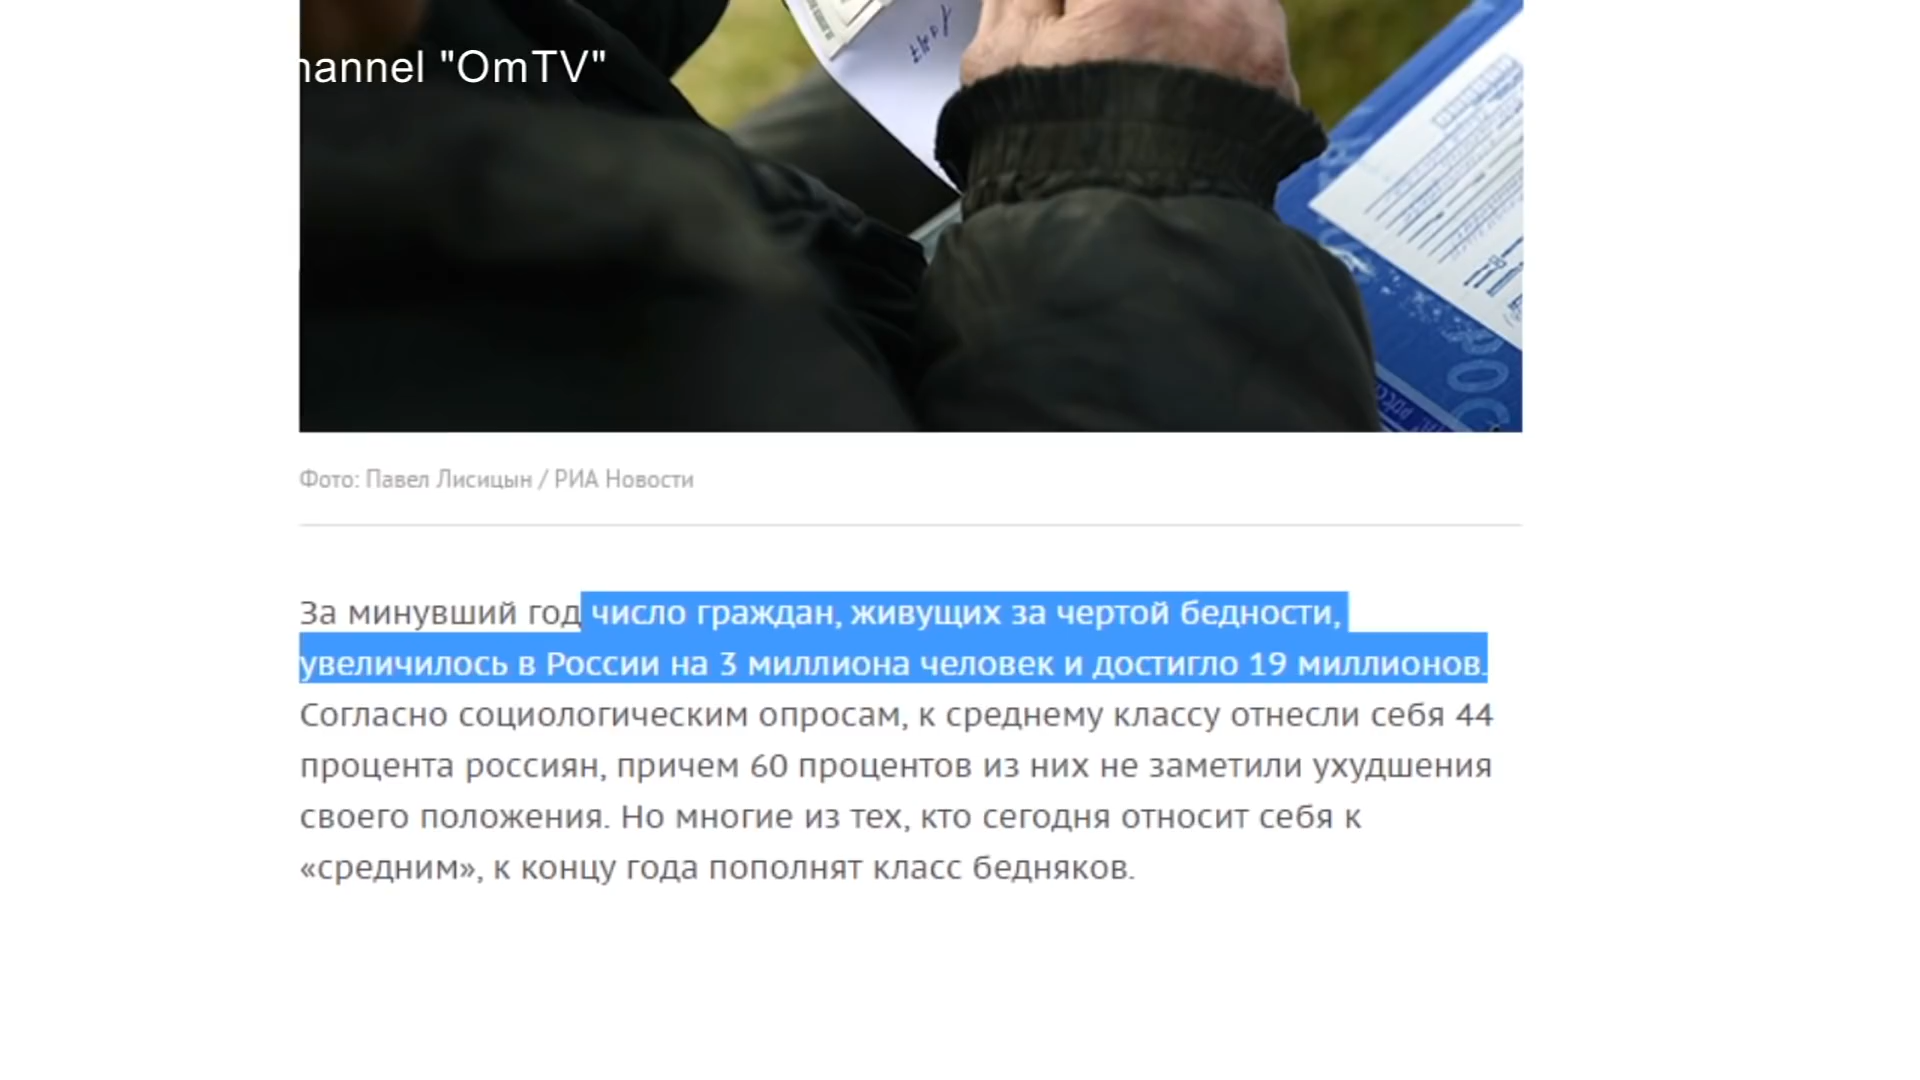 hannel "OmTV"
Фото: Павел Лисицын / РИА Новости
За минувший год число граждан, живущих за чертой бедности,
увеличилось в России на 3 миллиона человек и достигло 19 миллионов.
Согласно социологическим опросам, к среднему классу отнесли себя 44
процента россиян, причем 60 процентов из них не заметили ухудшения
своего положения. Но многие из тех, кто сегодня относит себя к
«средним», к концу года пополнят класс бедняков.